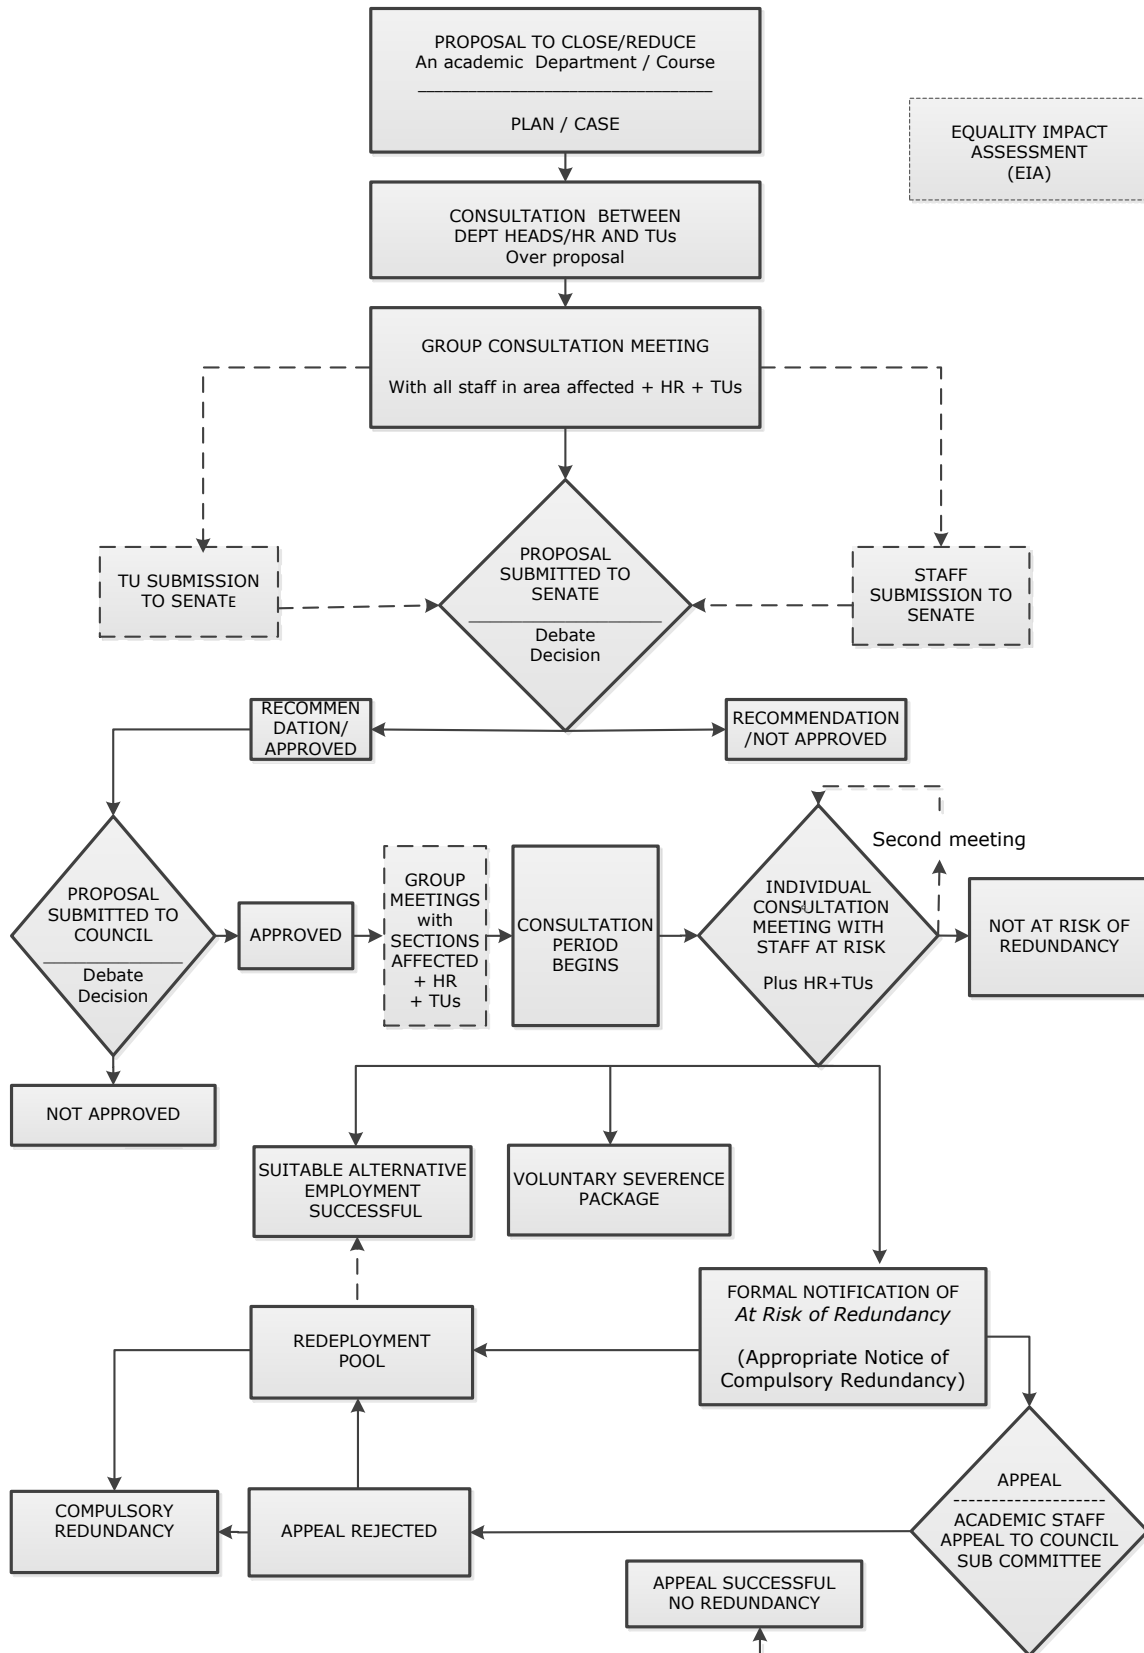 PROPOSAL TO CLOSE/REDUCE
An academic  Department / Course
___________________________________
PLAN / CASE
EQUALITY IMPACT
ASSESSMENT
(EIA)
CONSULTATION  BETWEEN
DEPT HEADS/HR AND TUs
Over proposal
GROUP CONSULTATION MEETING
With all staff in area affected + HR + TUs
TU SUBMISSION
TO SENATE
PROPOSAL
SUBMITTED TO
SENATE
_______________________
Debate
Decision
STAFF
SUBMISSION TO
SENATE
RECOMMEN
DATION/
APPROVED
RECOMMENDATION
/NOT APPROVED
PROPOSAL
SUBMITTED TO
COUNCIL
________________
Debate
Decision
APPROVED
GROUP
MEETINGS
with
SECTIONS
AFFECTED
+ HR
+ TUs
CONSULTATION
PERIOD
BEGINS
INDIVIDUAL
CONSULTATION
MEETING WITH
STAFF AT RISK
Plus HR+TUs
Second meeting
NOT AT RISK OF
REDUNDANCY
NOT APPROVED
SUITABLE ALTERNATIVE
EMPLOYMENT
SUCCESSFUL
VOLUNTARY SEVERENCE
PACKAGE
FORMAL NOTIFICATION OF
At Risk of Redundancy
(Appropriate Notice of
Compulsory Redundancy)
REDEPLOYMENT
POOL
COMPULSORY
REDUNDANCY
APPEAL REJECTED
APPEAL
---------------------
ACADEMIC STAFF
APPEAL TO COUNCIL
SUB COMMITTEE
APPEAL SUCCESSFUL
NO REDUNDANCY